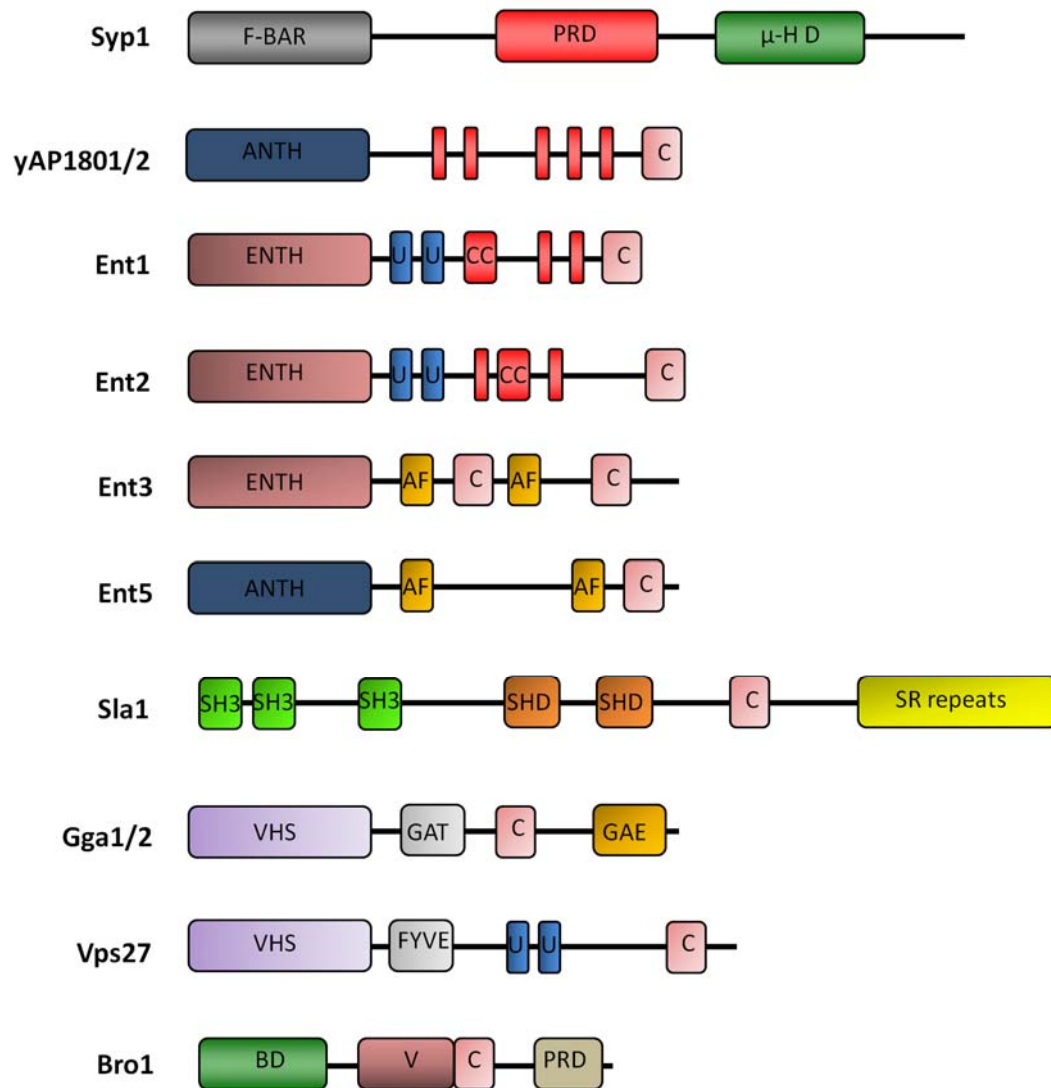 Syp1 F-BAR PRD μ-H D
yAP1801/2 ANTH C
Ent1 ENTH U U CC C
Ent2 ENTH U U CC C
Ent3 ENTH AF C AF C
Ent5 ANTH AF AF C
Sla1 SH3 SH3 SH3 SHD SHD C SR repeats
Gga1/2 VHS GAT C GAE
Vps27 VHS FYVE U U C
Bro1 BD V C PRD